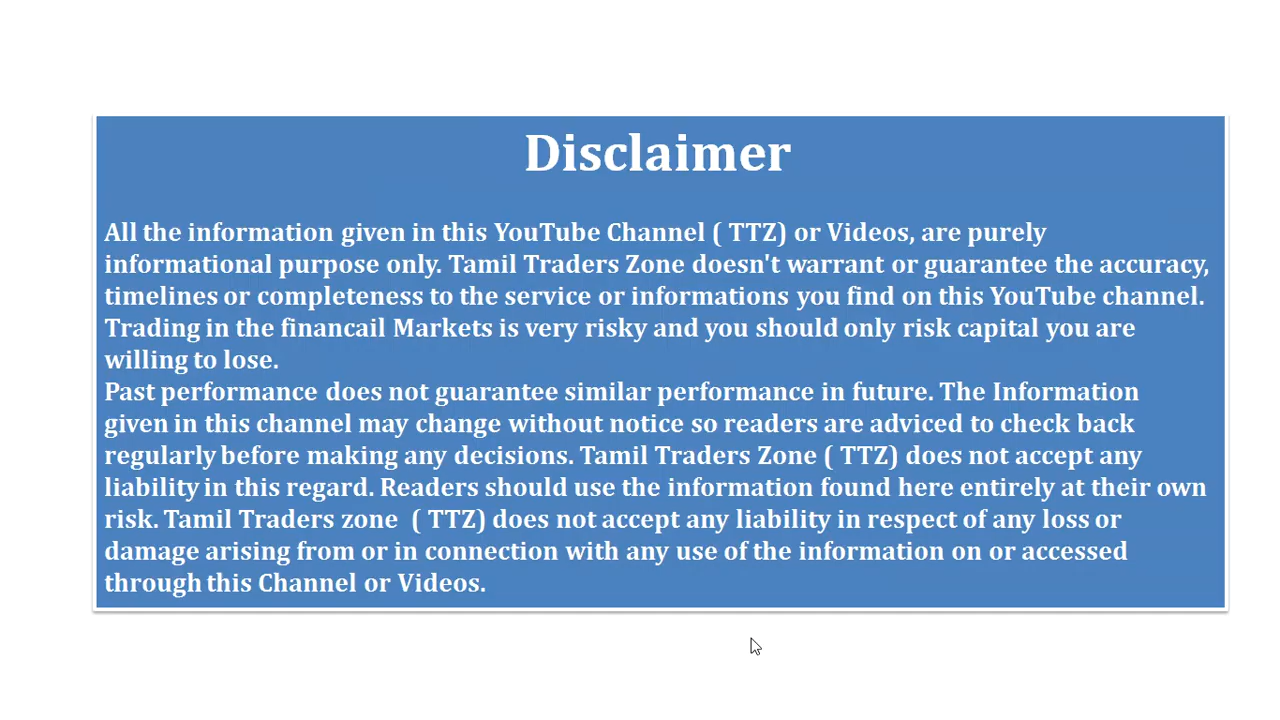 Disclaimer
All the information given in this YouTube Channel ( TTZ) or Videos, are purely
informational purpose only. Tamil Traders Zone doesn't warrant or guarantee the accuracy,
timelines or completeness to the service or informations you find on this YouTube channel.
Trading in the financail Markets is very risky and you should only risk capital you are
willing to lose.
Past performance does not guarantee similar performance in future. The Information
given in this channel may change without notice so readers are adviced to check back
regularly before making any decisions. Tamil Traders Zone ( TTZ) does not accept any
liability in this regard. Readers should use the information found here entirely at their own
risk. Tamil Traders zone  ( TTZ) does not accept any liability in respect of any loss or
damage arising from or in connection with any use of the information on or accessed
through this Channel or Videos.